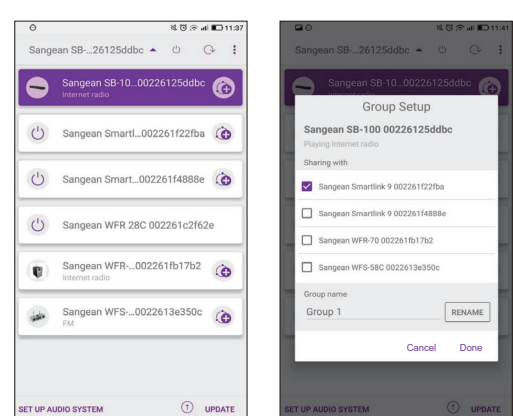 11:37
Sangean SB-...26125ddbc
Sangean SB-10...00226125ddbc
Internet radio
Sangean Smartl...002261f22fba
Sangean Smart...002261f4888e
Sangean WFR 28C 002261c2f62e
Sangean WFR-...002261fb17b2
Internet radio
Sangean WFS-...0022613e350c
FM
SET UP AUDIO SYSTEM
UPDATE
11:41
Sangean SB-...26125ddbc
Sangean SB-10...00226125ddbc
Group Setup
Sangean SB-100 00226125ddbc
Playing Internet radio
Sharing with
Sangean Smartlink 9 002261f22fba
Sangean Smartlink 9 002261f4888e
Sangean WFR-70 002261fb17b2
Sangean WFS-58C 0022613e350c
Group name
Group 1
RENAME
Cancel Done
SET UP AUDIO SYSTEM
UPDATE